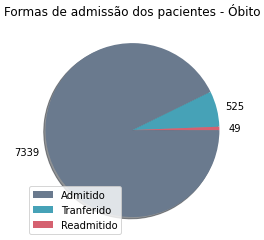 Formas de admissão dos pacientes - Óbito
525
49
7339
Admitido
Tranferido
Readmitido